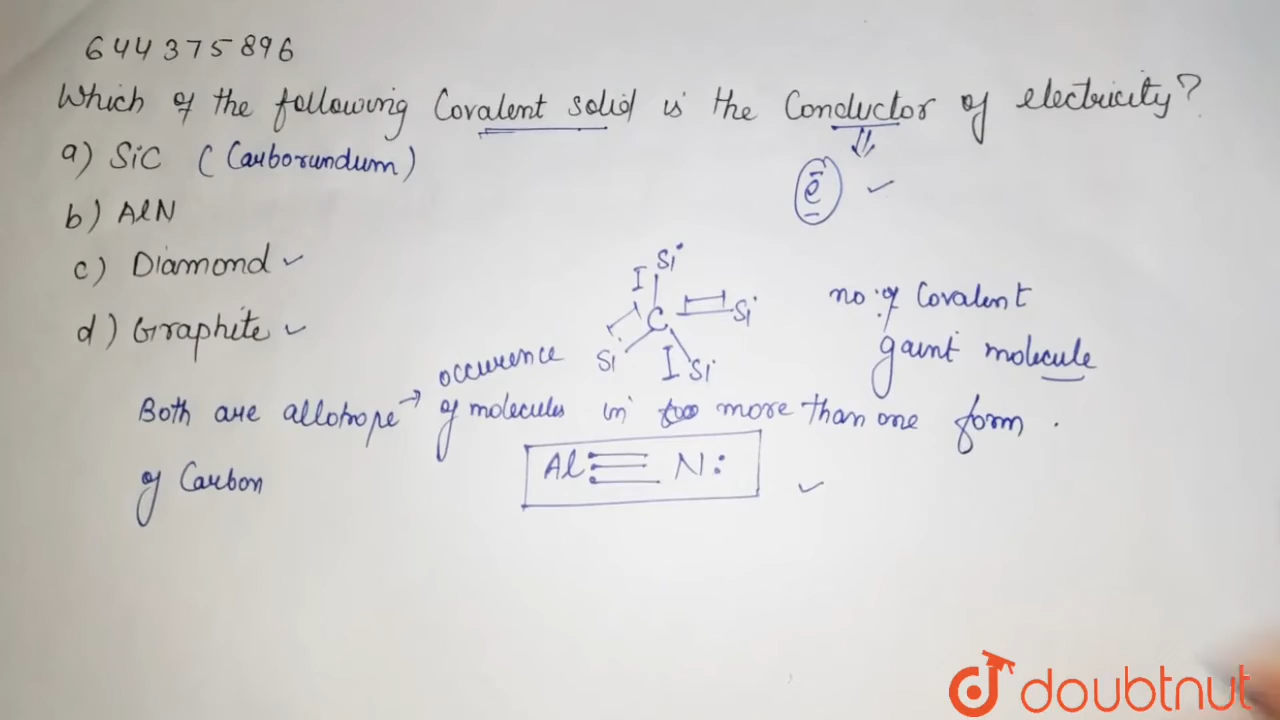 644375896
Which of the following Covalent solid is the Conductor of electricity?
a) SiC (Carborundum)
e
b) AlN
c) Diamond
d) Graphite
Si
C Si
Si Si
no: of Covalent
gaint molecule
occurence
Both are allotrope → of molecules in more than one form.
of Carbon
Al N:
doubtnut